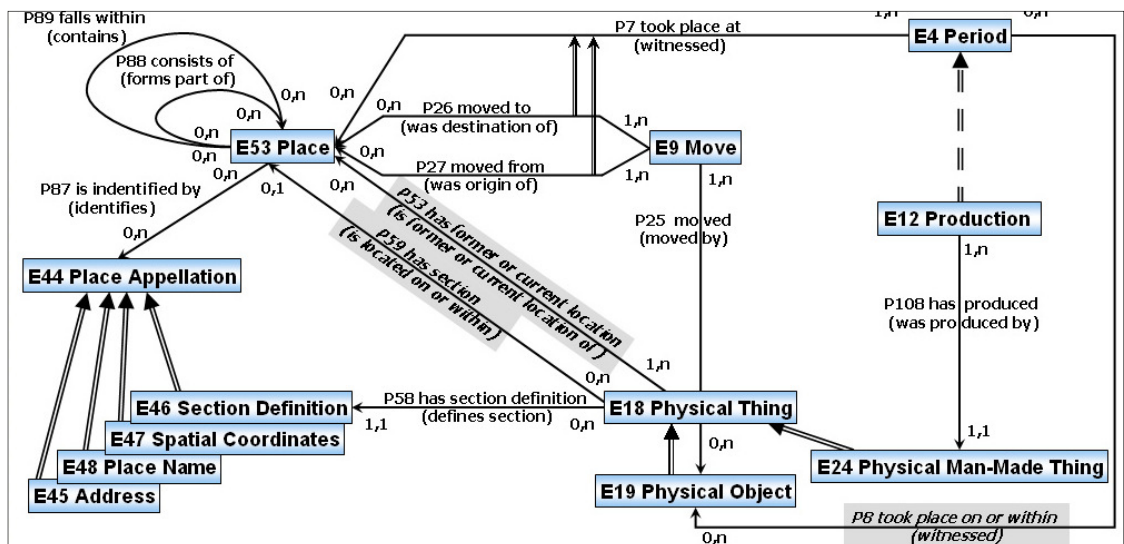 P89 falls within
(contains)
P7 took place at
(witnessed)
1,n
0,n
E4 Period
P88 consists of
(forms part of)
0,n
0,n
0,n
0,n
P26 moved to
(was destination of)
1,n
0,n
0,n
E53 Place
0,n
E9 Move
P27 moved from
(was origin of)
1,n
1,n
0,n
0,1
0,n
P87 is indentified by
(identifies)
0,n
P53 has former or current location
(is former or current location of )
P59 has section
(is located on or within)
P25 moved
(moved by)
E12 Production
1,n
E44 Place Appellation
P108 has produced
(was produced by)
1,n
0,n
P58 has section definition
(defines section)
1,1
0,n
E46 Section Definition
E18 Physical Thing
E47 Spatial Coordinates
0,n
1,1
E48 Place Name
E24 Physical Man-Made Thing
E45 Address
E19 Physical Object
P8 took place on or within
(witnessed)
0,n